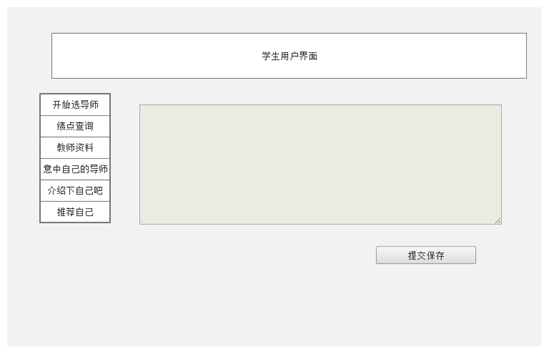 学生用户界面
开始选导师
绩点查询
教师资料
意中自己的导师
介绍下自己吧
推荐自己
提交保存